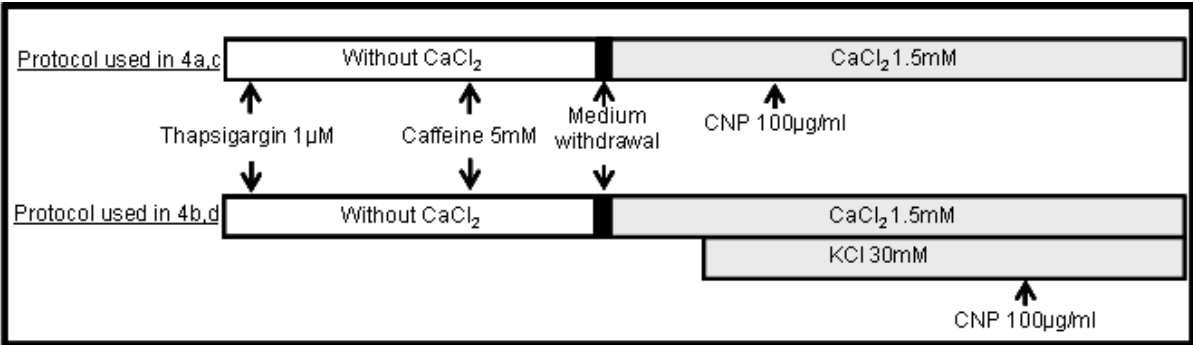 Protocol used in 4a,c
Without CaCl₂
CaCl₂ 1.5mM
Thapsigargin 1µM
Caffeine 5mM
Medium
withdrawal
CNP 100µg/ml
Protocol used in 4b,d
Without CaCl₂
CaCl₂ 1.5mM
KCl 30mM
CNP 100µg/ml